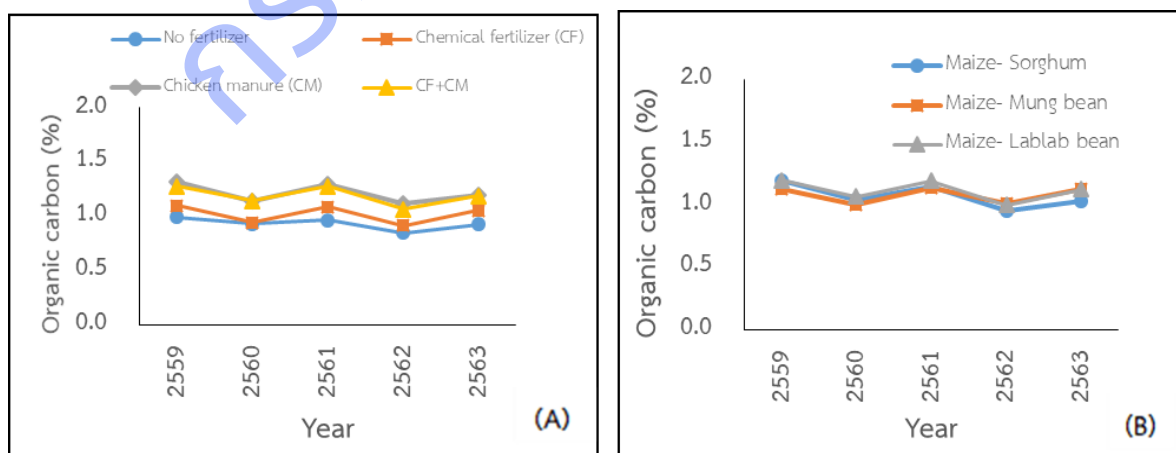 No fertilizer
Chemical fertilizer (CF)
Chicken manure (CM)
CF+CM
2.0
1.5
1.0
0.5
0.0
Organic carbon (%)
2559
2560
2561
2562
2563
Year
(A)
Maize- Sorghum
Maize- Mung bean
Maize- Lablab bean
2.0
1.5
1.0
0.5
0.0
Organic carbon (%)
2559
2560
2561
2562
2563
Year
(B)